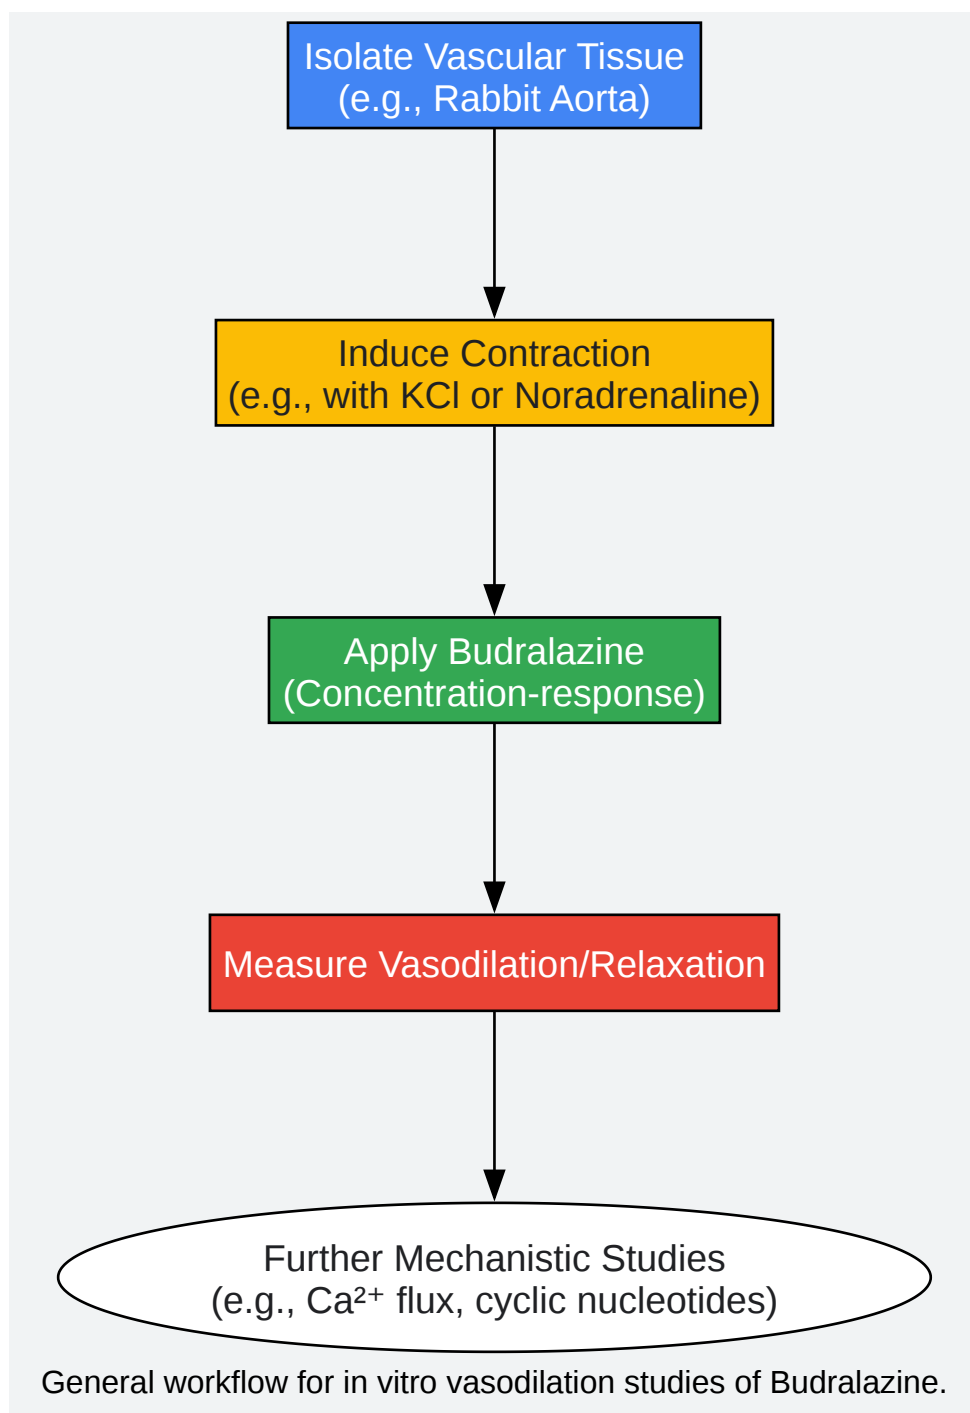 Isolate Vascular Tissue
(e.g., Rabbit Aorta)
Induce Contraction
(e.g., with KCl or Noradrenaline)
Apply Budralazine
(Concentration-response)
Measure Vasodilation/Relaxation
Further Mechanistic Studies
(e.g., Ca²⁺ flux, cyclic nucleotides)
General workflow for in vitro vasodilation studies of Budralazine.